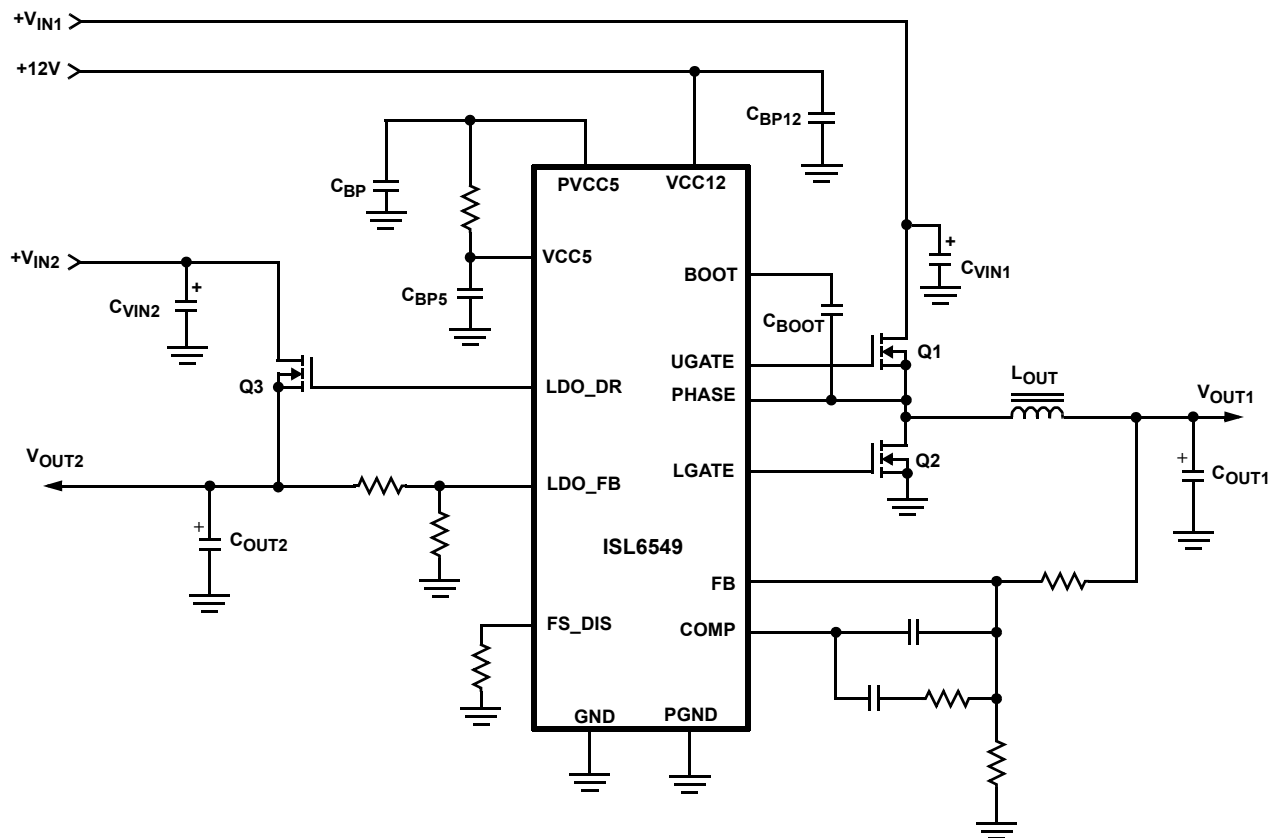 +VIN1
+12V
CBP12
CBP
PVCC5
VCC12
+VIN2
VCC5
CVIN1
BOOT
CVIN2
CBP5
CBOOT
Q1
UGATE
Q3
LDO_DR
PHASE
LOUT
VOUT1
VOUT2
Q2
LGATE
COUT1
LDO_FB
COUT2
ISL6549
FB
FS_DIS
COMP
GND
PGND